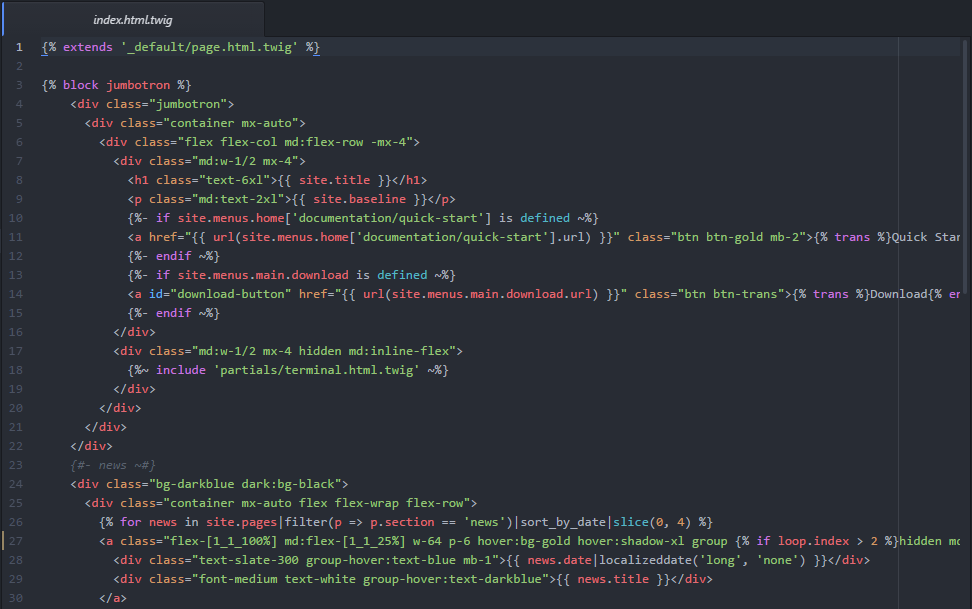 index.html.twig
1 {% extends '_default/page.html.twig' %}
2
3 {% block jumbotron %}
4     <div class="jumbotron">
5       <div class="container mx-auto">
6         <div class="flex flex-col md:flex-row -mx-4">
7           <div class="md:w-1/2 mx-4">
8             <h1 class="text-6xl">{{ site.title }}</h1>
9             <p class="md:text-2xl">{{ site.baseline }}</p>
10             {%- if site.menus.home['documentation/quick-start'] is defined ~%}
11             <a href="{{ url(site.menus.home['documentation/quick-start'].url) }}" class="btn btn-gold mb-2">{% trans %}Quick Star
12             {%- endif ~%}
13             {%- if site.menus.main.download is defined ~%}
14             <a id="download-button" href="{{ url(site.menus.main.download.url) }}" class="btn btn-trans">{% trans %}Download{% en
15             {%- endif ~%}
16           </div>
17           <div class="md:w-1/2 mx-4 hidden md:inline-flex">
18             {%~ include 'partials/terminal.html.twig' ~%}
19           </div>
20         </div>
21       </div>
22     </div>
23     {#- news ~#}
24     <div class="bg-darkblue dark:bg-black">
25       <div class="container mx-auto flex flex-wrap flex-row">
26         {% for news in site.pages|filter(p => p.section == 'news')|sort_by_date|slice(0, 4) %}
27         <a class="flex-[1_1_100%] md:flex-[1_1_25%] w-64 p-6 hover:bg-gold hover:shadow-xl group {% if loop.index > 2 %}hidden md
28           <div class="text-slate-300 group-hover:text-blue mb-1">{{ news.date|localizeddate('long', 'none') }}</div>
29           <div class="font-medium text-white group-hover:text-darkblue">{{ news.title }}</div>
30         </a>